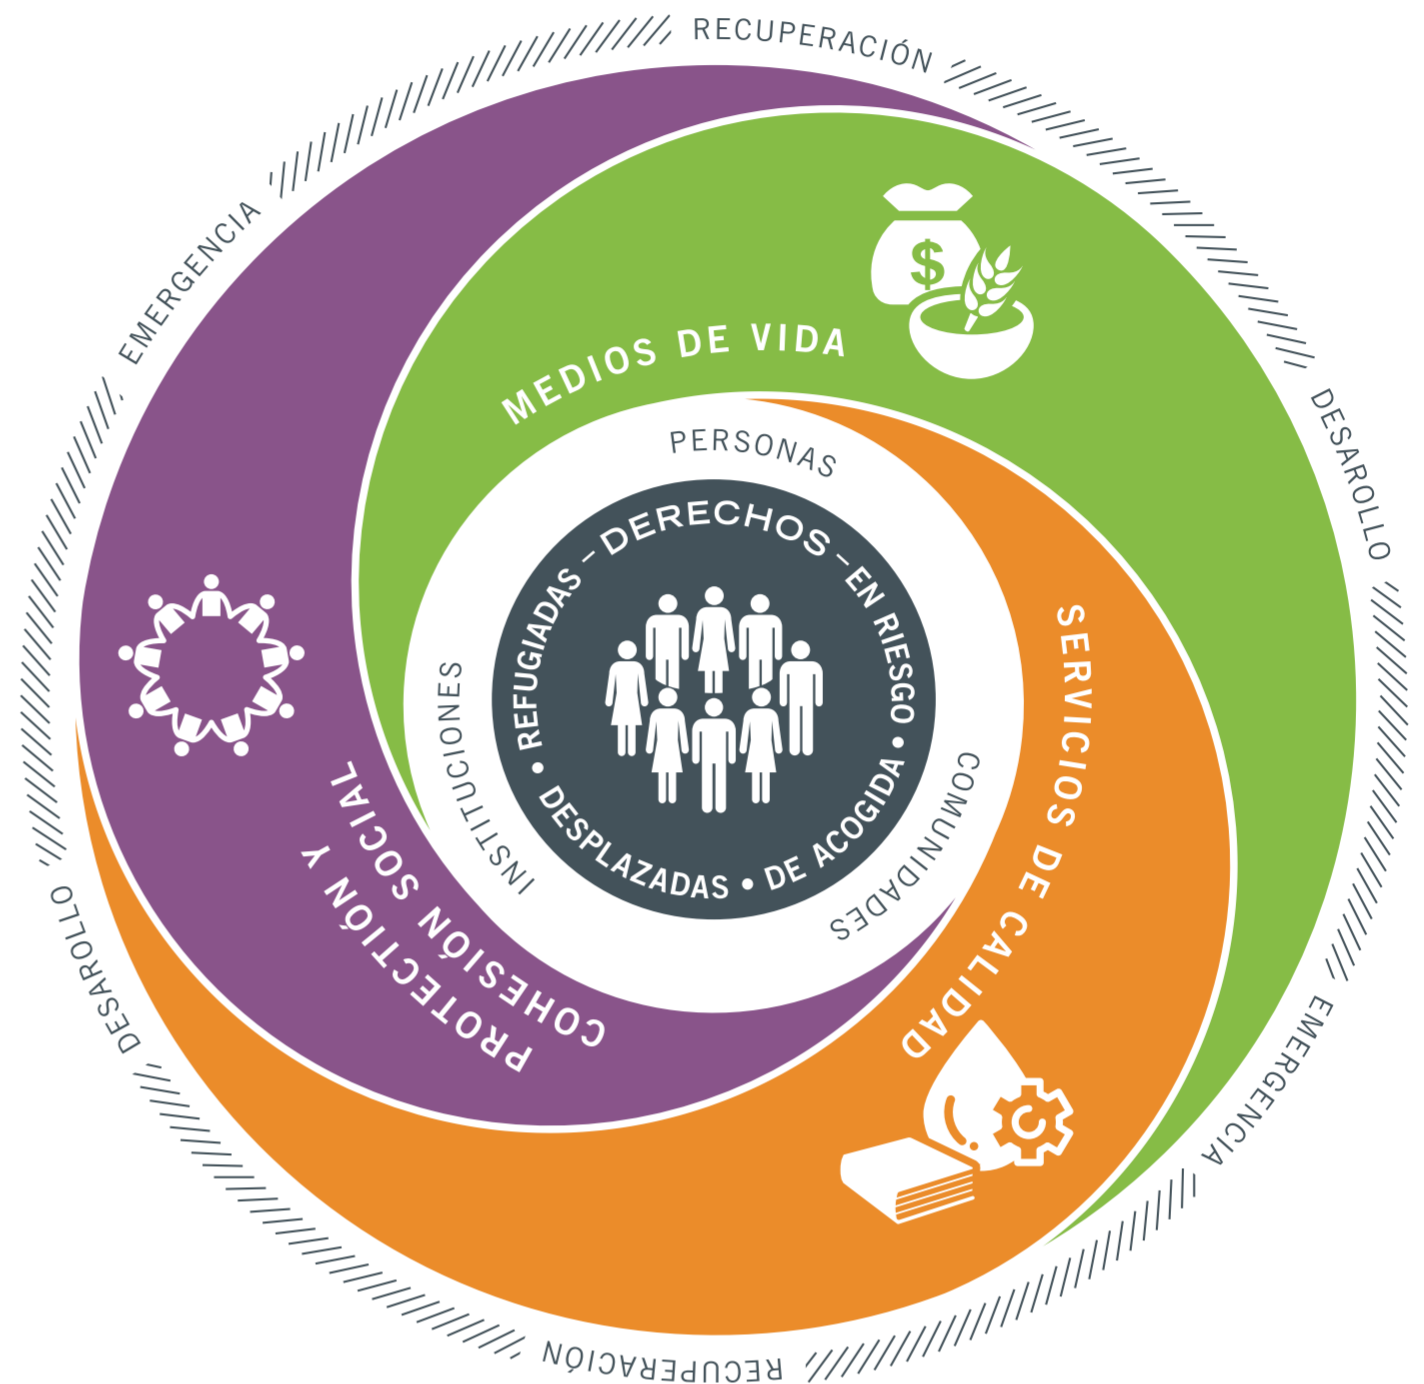 RECUPERACIÓN
DESAROLLO
EMERGENCIA
RECUPERACIÓN
DESAROLLO
EMERGENCIA
MEDIOS DE VIDA
$
SERVICIOS DE CALIDAD
PROTECTIÓN Y
COHESIÓN SOCIAL
PERSONAS
COMUNIDADES
INSTITUCIONES
– DERECHOS –
EN RIESGO • DE ACOGIDA • DESPLAZADAS • REFUGIADAS